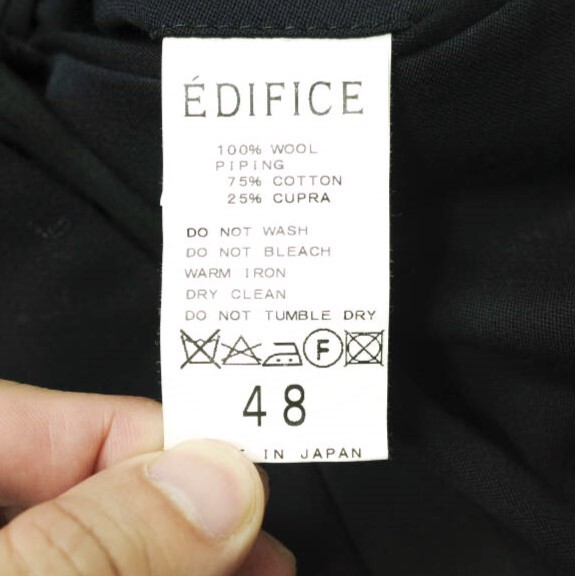 ÉDIFICE
100% WOOL
PIPING
75% COTTON
25% CUPRA
DO NOT WASH
DO NOT BLEACH
WARM IRON
DRY CLEAN
DO NOT TUMBLE DRY
F
48
IN JAPAN